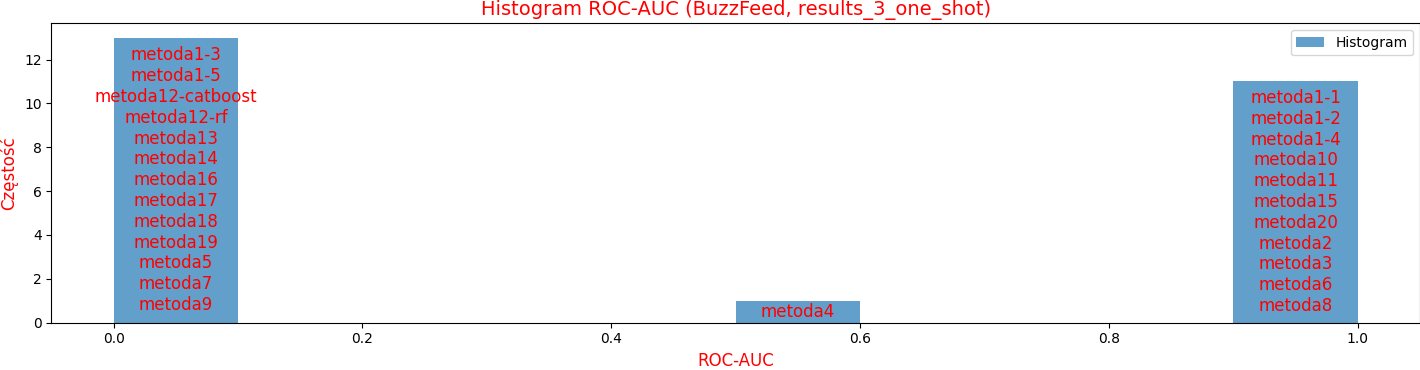 Histogram ROC-AUC (BuzzFeed, results_3_one_shot)
Histogram
Częstość
12
10
8
6
4
2
0
metoda1-3
metoda1-5
metoda12-catboost
metoda12-rf
metoda13
metoda14
metoda16
metoda17
metoda18
metoda19
metoda5
metoda7
metoda9
metoda4
metoda1-1
metoda1-2
metoda1-4
metoda10
metoda11
metoda15
metoda20
metoda2
metoda3
metoda6
metoda8
0.0 0.2 0.4 0.6 0.8 1.0
ROC-AUC